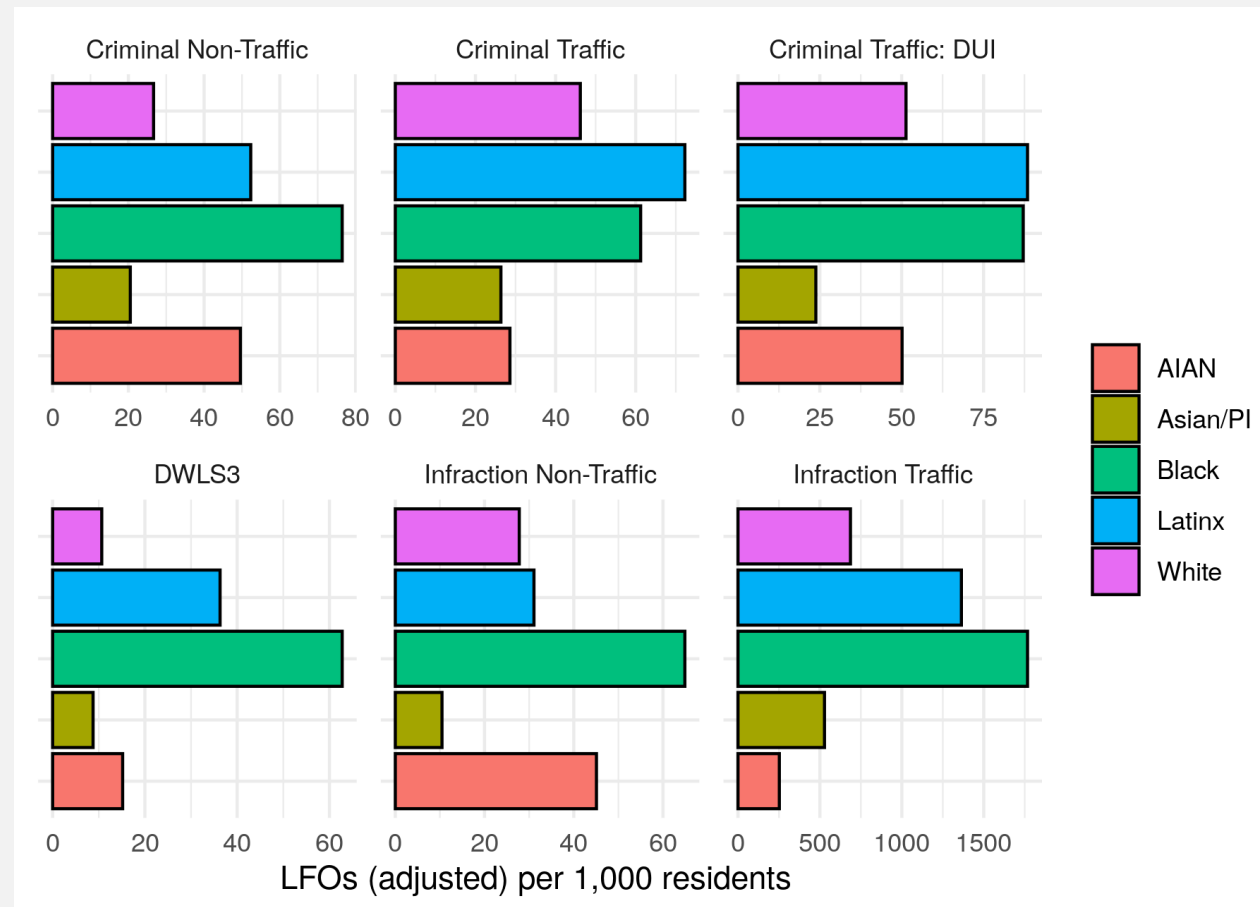 Criminal Non-Traffic Criminal Traffic Criminal Traffic: DUI
0 20 40 60 80 0 20 40 60 0 25 50 75
DWLS3 Infraction Non-Traffic Infraction Traffic
0 20 40 60 0 20 40 60 0 500 1000 1500
LFOs (adjusted) per 1,000 residents
AIAN
Asian/PI
Black
Latinx
White